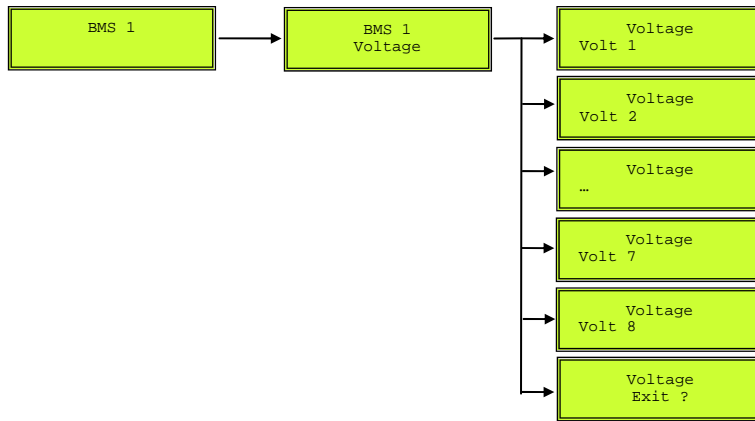 BMS 1
BMS 1
Voltage
Voltage
Volt 1
Voltage
Volt 2
Voltage
…
Voltage
Volt 7
Voltage
Volt 8
Voltage
Exit ?